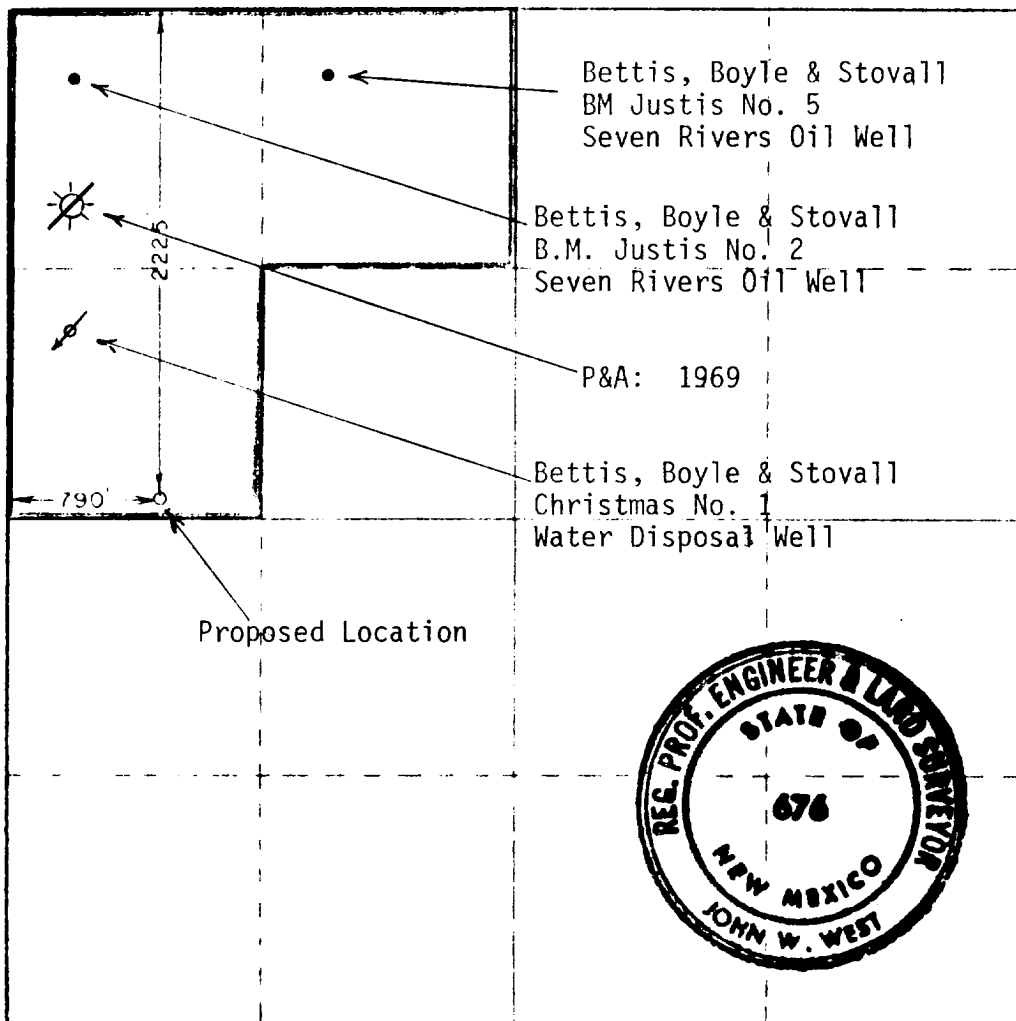 Bettis, Boyle & Stovall
BM Justis No. 5
Seven Rivers Oil Well
Bettis, Boyle & Stovall
B.M. Justis No. 2
Seven Rivers Oil Well
2225'
P&A: 1969
Bettis, Boyle & Stovall
Christmas No. 1
Water Disposal Well
790'
Proposed Location
REG. PROF. ENGINEER & LAND SURVEYOR
STATE OF
676
NEW MEXICO
JOHN W. WEST